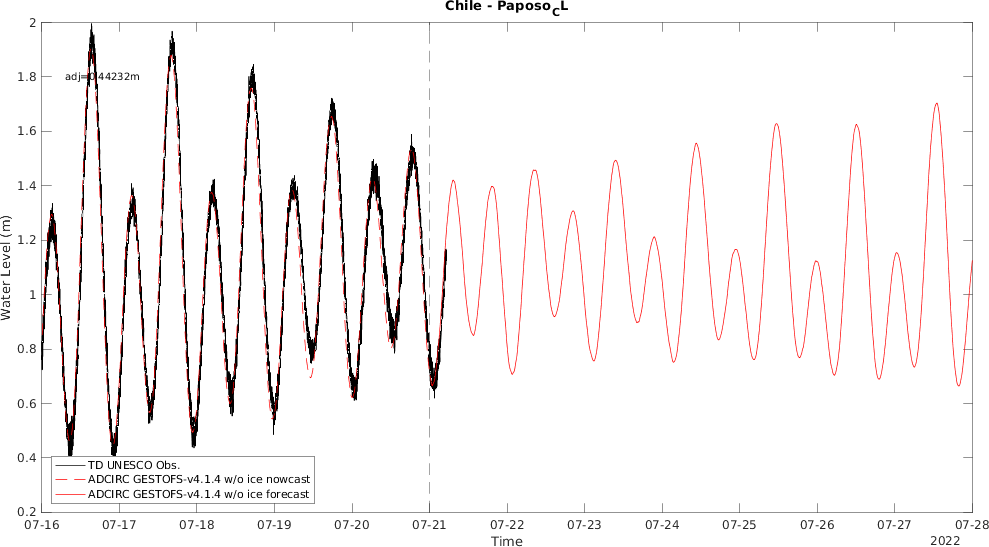 Chile - PaposoCL
2
1.8
1.6
1.4
1.2
1
0.8
0.6
0.4
0.2
Water Level (m)
adj=0.44232m
TD UNESCO Obs.
ADCIRC GESTOFS-v4.1.4 w/o ice nowcast
ADCIRC GESTOFS-v4.1.4 w/o ice forecast
07-16 07-17 07-18 07-19 07-20 07-21 07-22 07-23 07-24 07-25 07-26 07-27 07-28
Time
2022